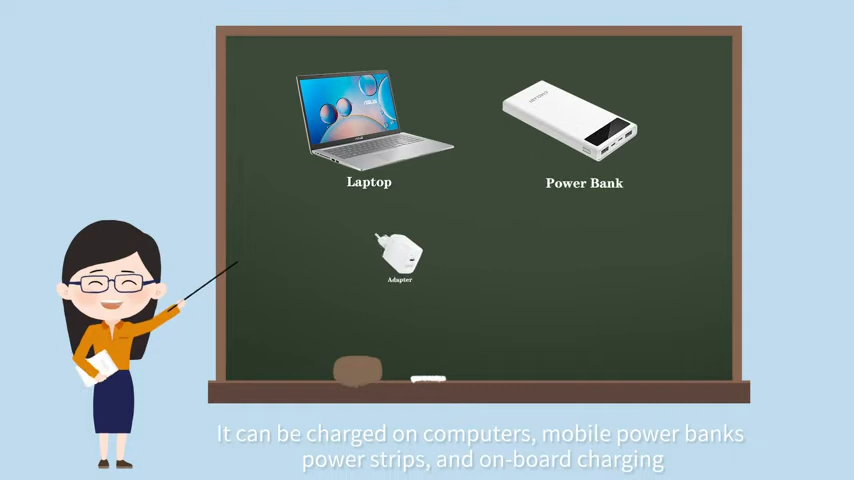 Laptop
Power Bank
Adapter
It can be charged on computers, mobile power banks
power strips, and on-board charging